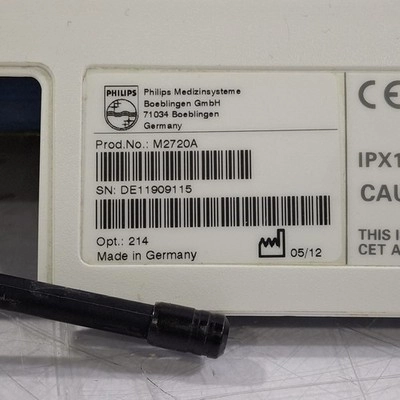 PHILIPS
Philips Medizinsysteme
Boeblingen GmbH
71034 Boeblingen
Germany
Prod.No.: M2720A
SN: DE11909115
Opt.: 214
Made in Germany
05/12
CE
IPX1
CAU
THIS I
CET A